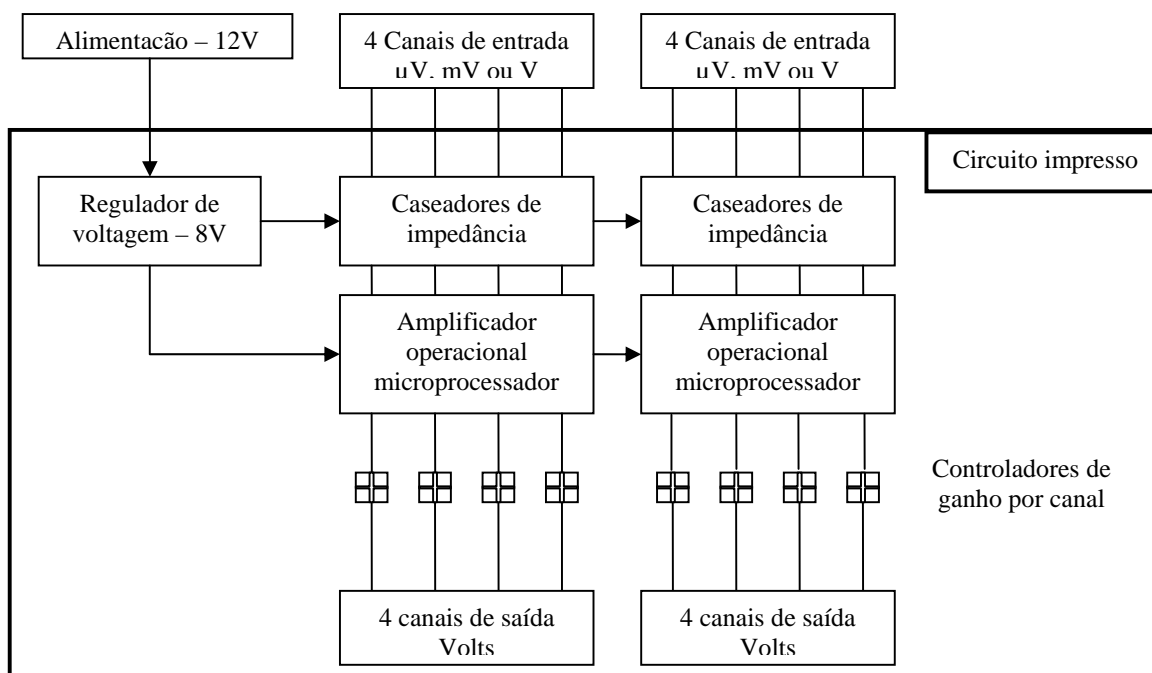 Alimentacão – 12V
4 Canais de entrada
µV, mV ou V
4 Canais de entrada
µV, mV ou V
Circuito impresso
Regulador de
voltagem – 8V
Caseadores de
impedância
Caseadores de
impedância
Amplificador
operacional
microprocessador
Amplificador
operacional
microprocessador
Controladores de
ganho por canal
4 canais de saída
Volts
4 canais de saída
Volts